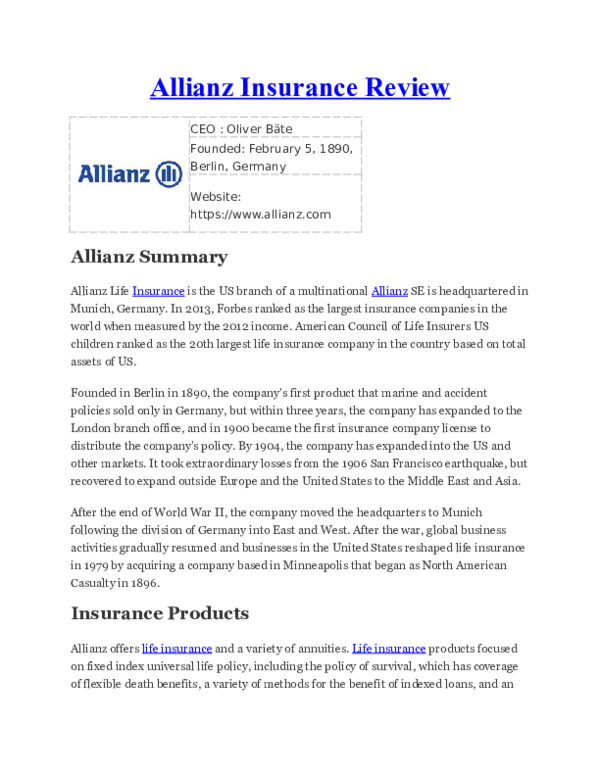 Allianz Insurance Review
Allianz
CEO : Oliver Bäte
Founded: February 5, 1890,
Berlin, Germany
Website:
https://www.allianz.com
Allianz Summary
Allianz Life Insurance is the US branch of a multinational Allianz SE is headquartered in
Munich, Germany. In 2013, Forbes ranked as the largest insurance companies in the
world when measured by the 2012 income. American Council of Life Insurers US
children ranked as the 20th largest life insurance company in the country based on total
assets of US.
Founded in Berlin in 1890, the company's first product that marine and accident
policies sold only in Germany, but within three years, the company has expanded to the
London branch office, and in 1900 became the first insurance company license to
distribute the company's policy. By 1904, the company has expanded into the US and
other markets. It took extraordinary losses from the 1906 San Francisco earthquake, but
recovered to expand outside Europe and the United States to the Middle East and Asia.
After the end of World War II, the company moved the headquarters to Munich
following the division of Germany into East and West. After the war, global business
activities gradually resumed and businesses in the United States reshaped life insurance
in 1979 by acquiring a company based in Minneapolis that began as North American
Casualty in 1896.
Insurance Products
Allianz offers life insurance and a variety of annuities. Life insurance products focused
on fixed index universal life policy, including the policy of survival, which has coverage
of flexible death benefits, a variety of methods for the benefit of indexed loans, and an